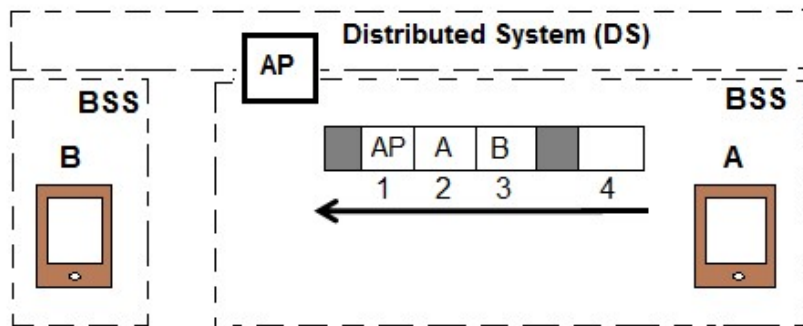 Distributed System (DS)
AP
BSS
BSS
B
AP A B
A
1 2 3 4